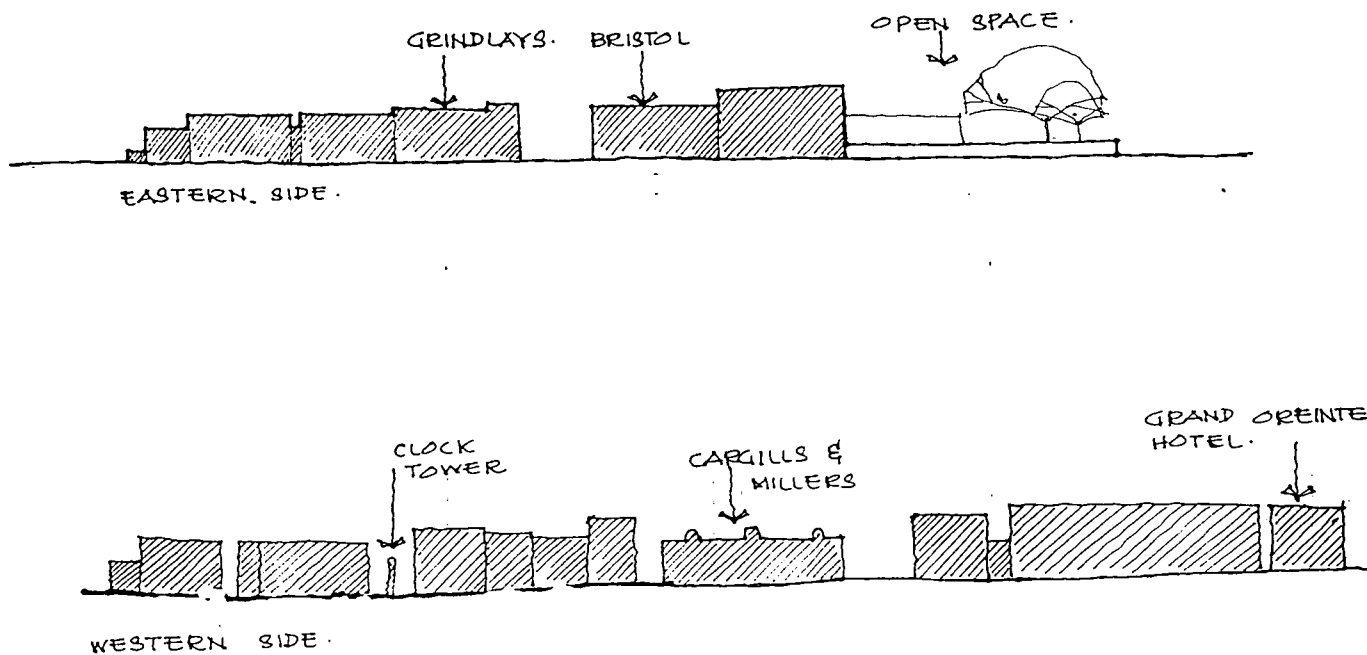 OPEN SPACE.
GRINDLAYS. BRISTOL
EASTERN. SIDE.
CLOCK
TOWER
CARGILLS &
MILLERS
GRAND OREINTE
HOTEL.
WESTERN SIDE.